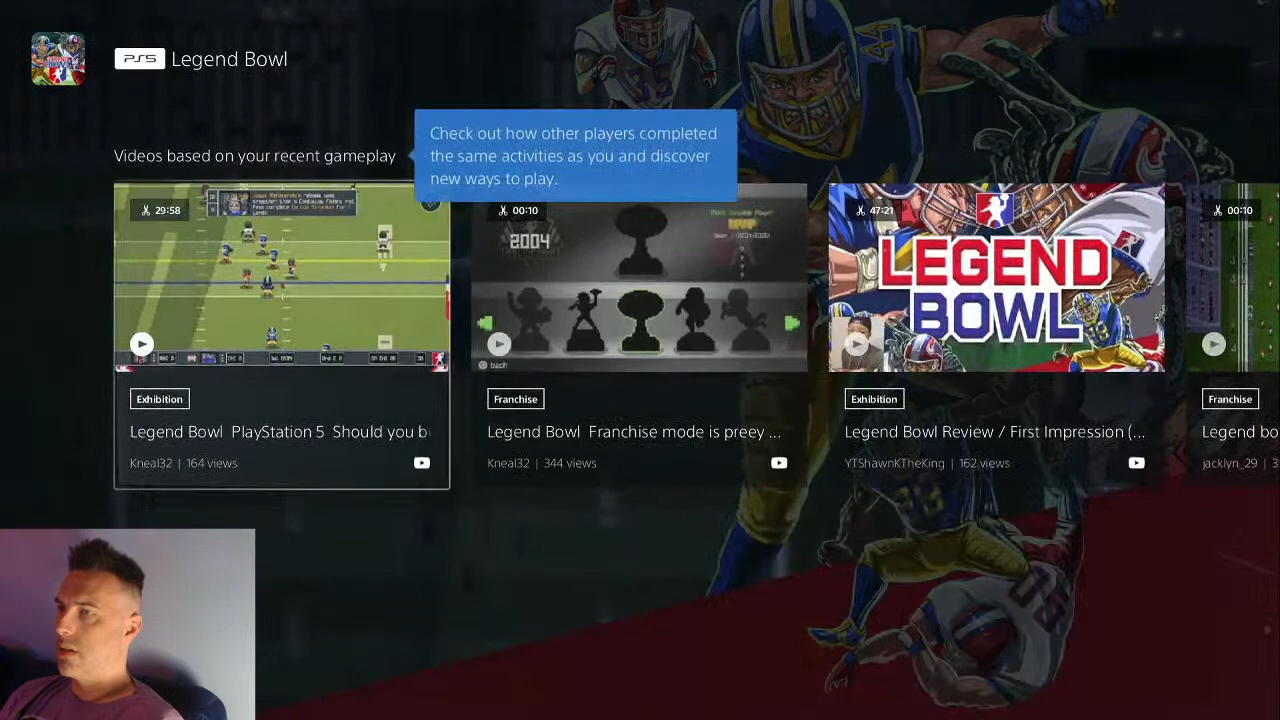 PS5 Legend Bowl
Check out how other players completed
the same activities as you and discover
new ways to play.
Videos based on your recent gameplay
29:58
00:10
2004
MVP
back
47:21
LEGEND
BOWL
00:10
Exhibition
Legend Bowl PlayStation 5 Should you b
Kneal32 | 164 views
Franchise
Legend Bowl Franchise mode is preey ...
Kneal32 | 344 views
Exhibition
Legend Bowl Review / First Impression (...
YTShawnKTheKing | 162 views
Franchise
Legend bo
jacklyn_29 | 3